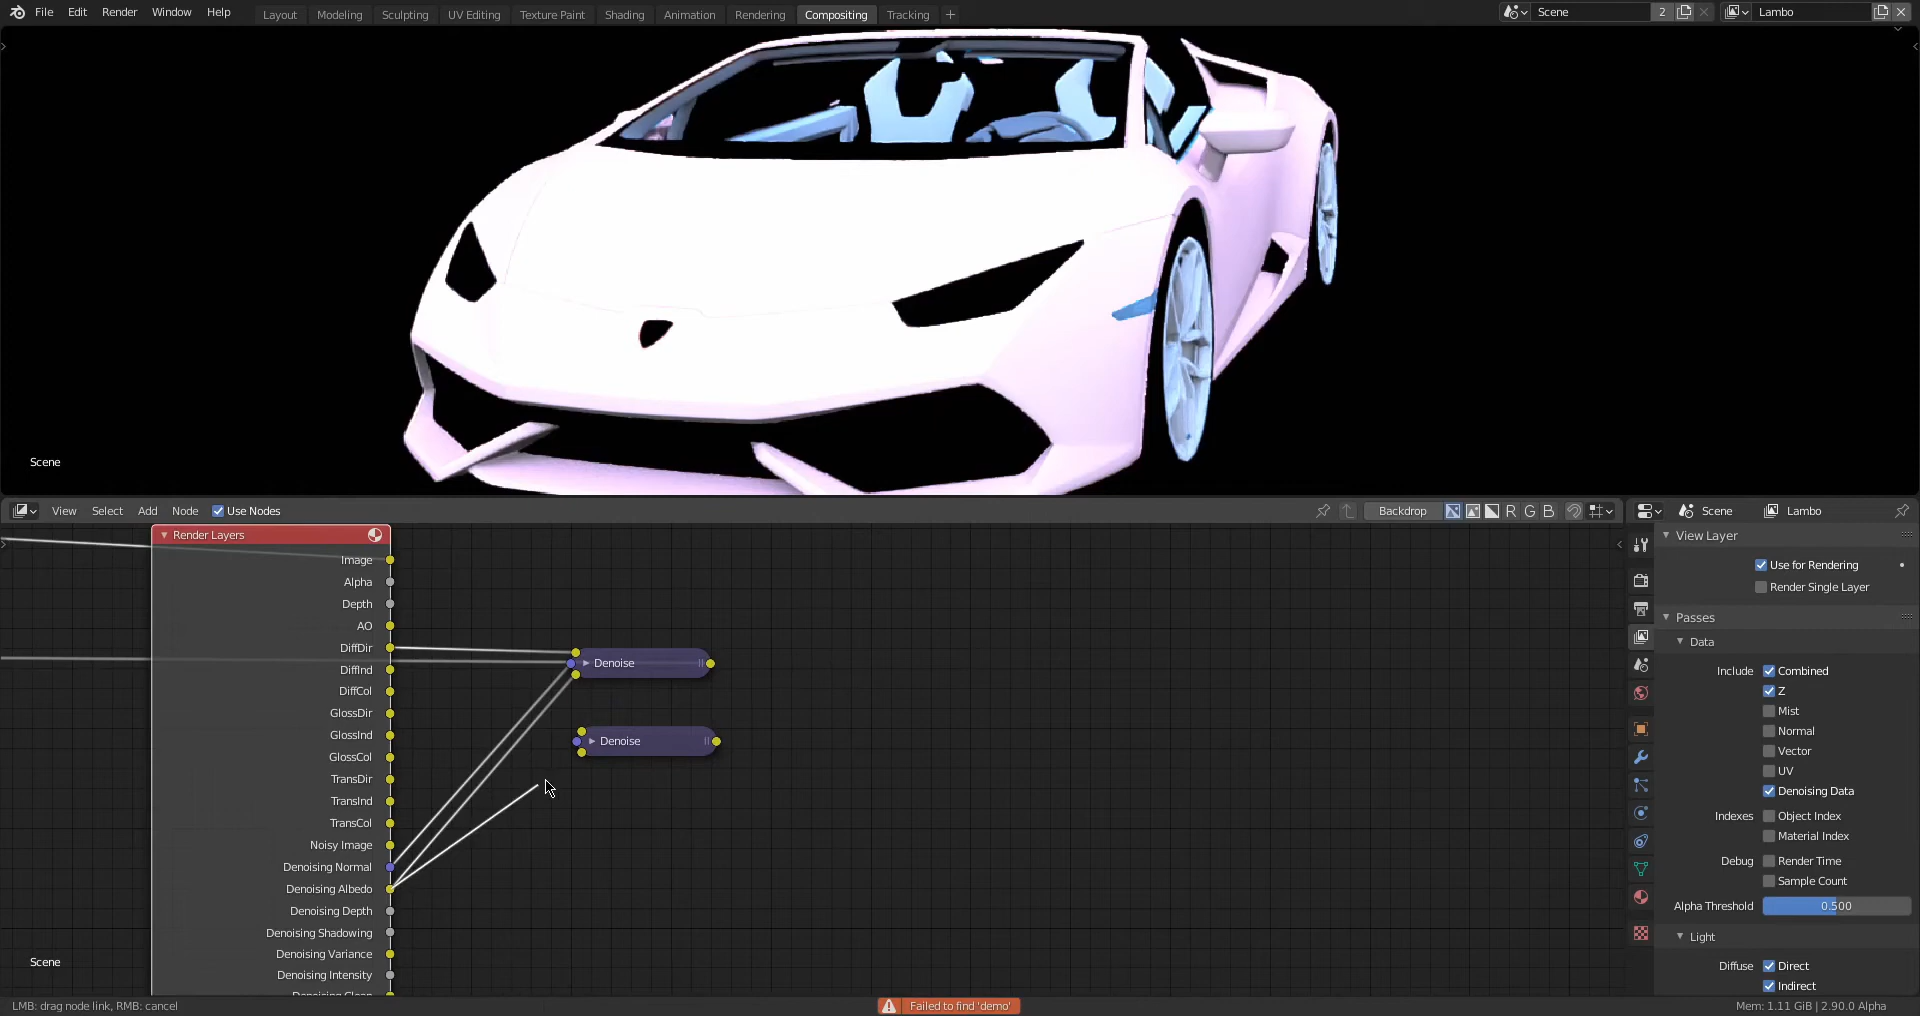 File Edit Render Window Help Layout Modeling Sculpting UV Editing Texture Paint Shading Animation Rendering Compositing Tracking + Scene 2 Lambo
Scene
View Select Add Node Use Nodes Backdrop R G B Scene Lambo
Render Layers
Image
Alpha
Depth
AO
DiffDir
DiffInd
DiffCol
GlossDir
GlossInd
GlossCol
TransDir
TransInd
TransCol
Noisy Image
Denoising Normal
Denoising Albedo
Denoising Depth
Denoising Shadowing
Denoising Variance
Denoising Intensity
Denoise
Denoise
Scene
View Layer
Use for Rendering
Render Single Layer
Passes
Data
Include Combined
Z
Mist
Normal
Vector
UV
Denoising Data
Indexes Object Index
Material Index
Debug Render Time
Sample Count
Alpha Threshold 0.500
Light
Diffuse Direct
Indirect
LMB: drag node link, RMB: cancel Failed to find 'demo' Mem: 1.11 GiB | 2.90.0 Alpha